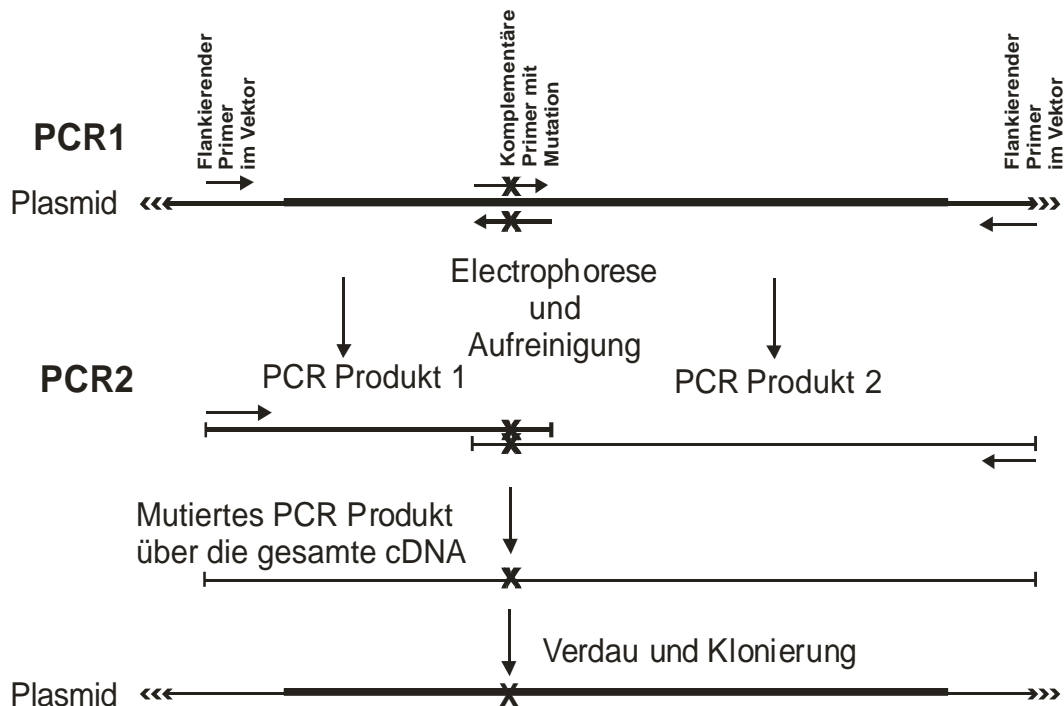 Flankierender
Primer
im Vektor
Komplementäre
Primer mit
Mutation
Flankierender
Primer
im Vektor
PCR1
Plasmid
Electrophorese
und
Aufreinigung
PCR2
PCR Produkt 1
PCR Produkt 2
Mutiertes PCR Produkt
über die gesamte cDNA
Verdau und Klonierung
Plasmid